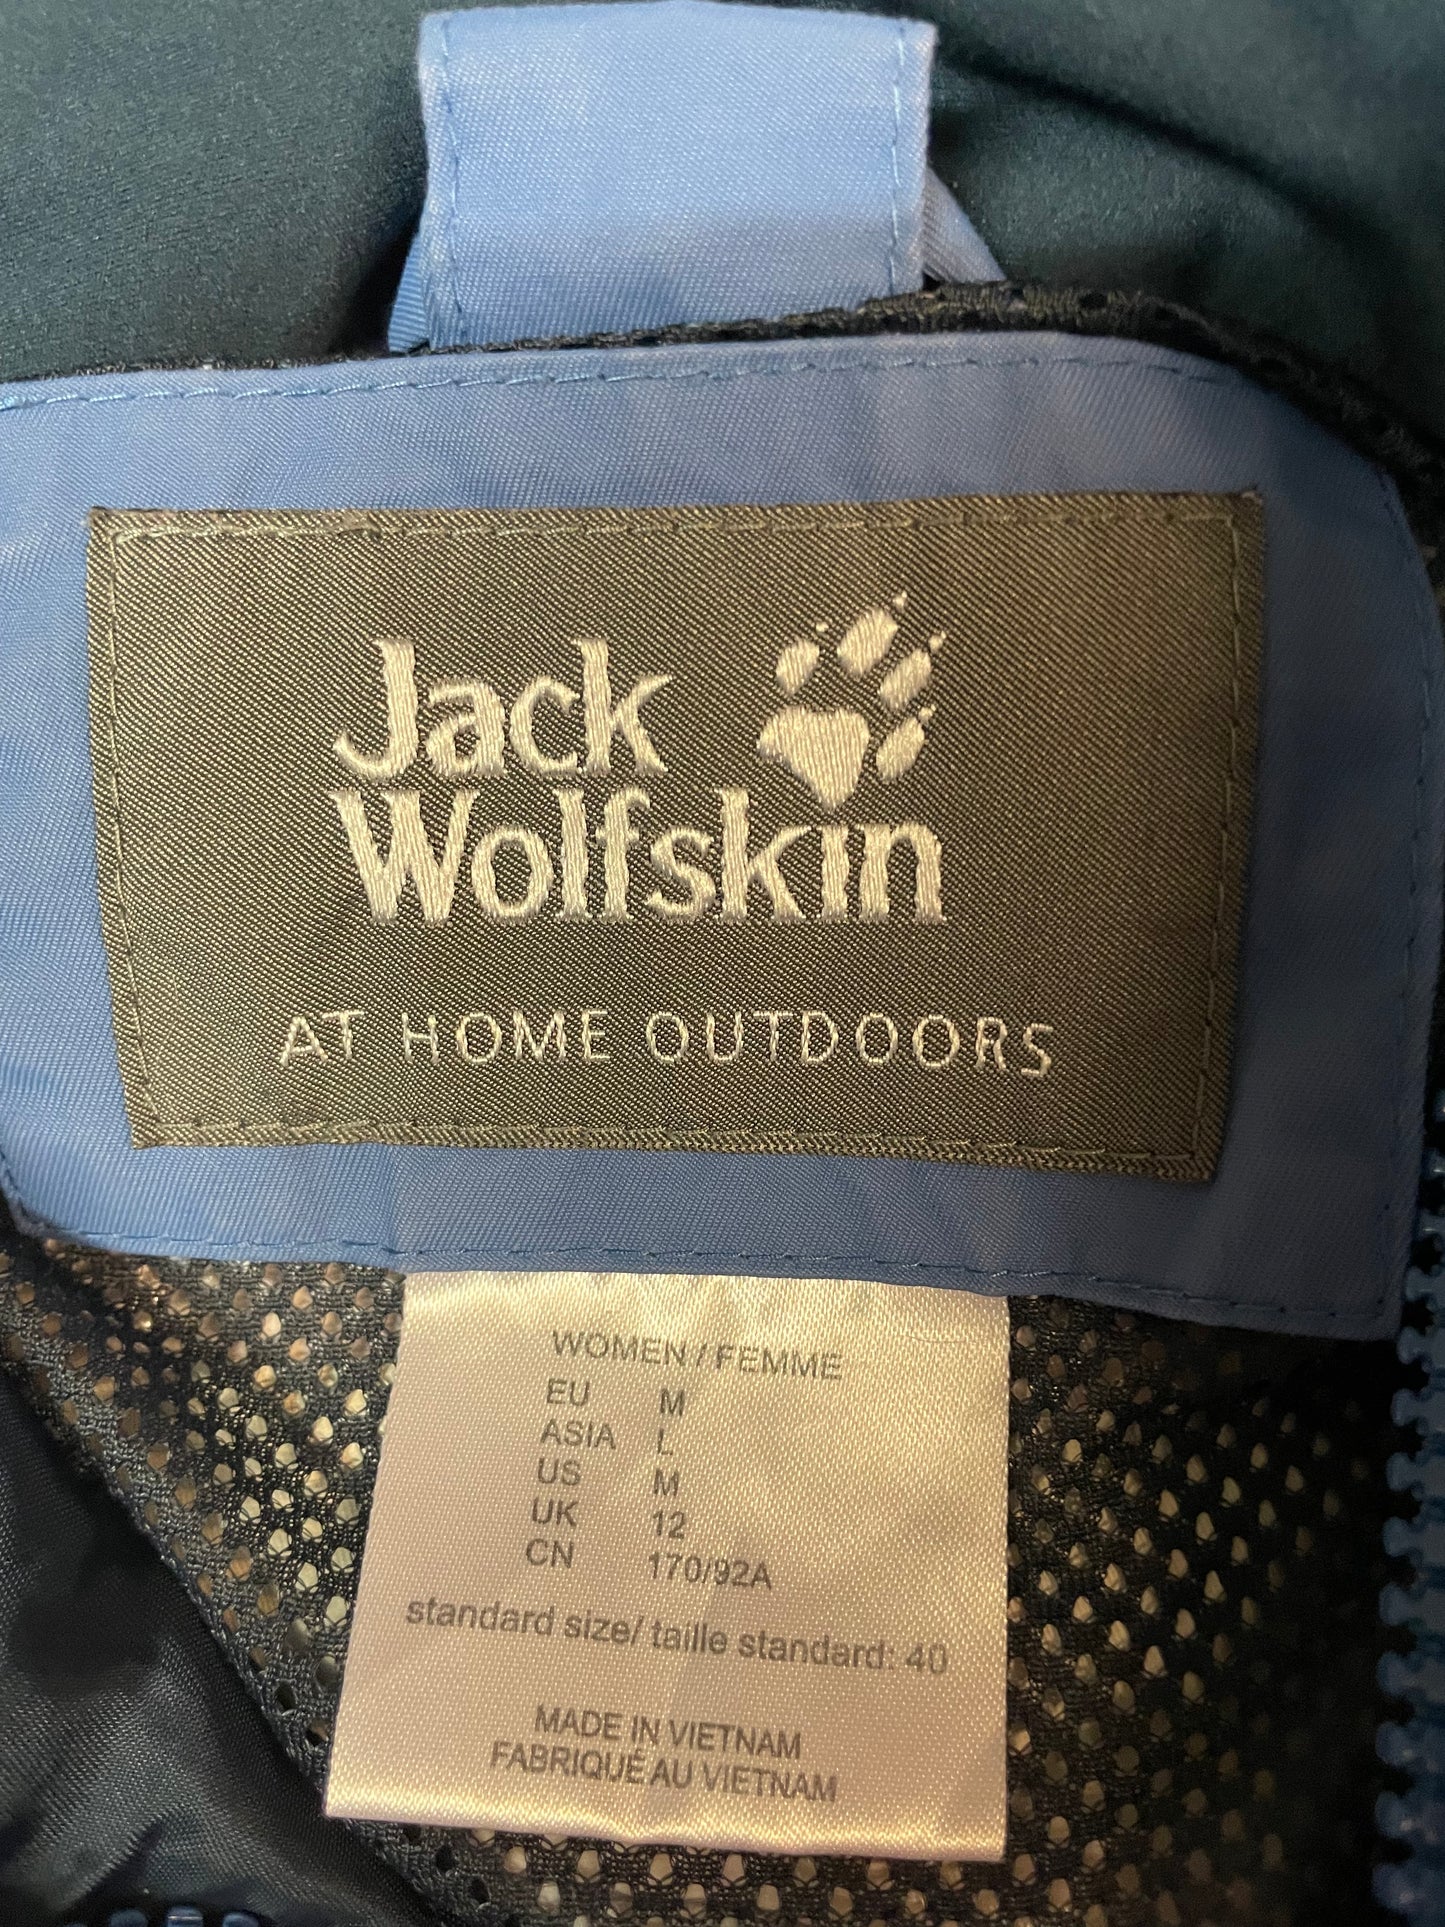 Jack
Wolfskin
AT HOME OUTDOORS
WOMEN / FEMME
EU M
ASIA L
US M
UK 12
CN 170/92A
standard size/ taille standard: 40
MADE IN VIETNAM
FABRIQUÉ AU VIETNAM